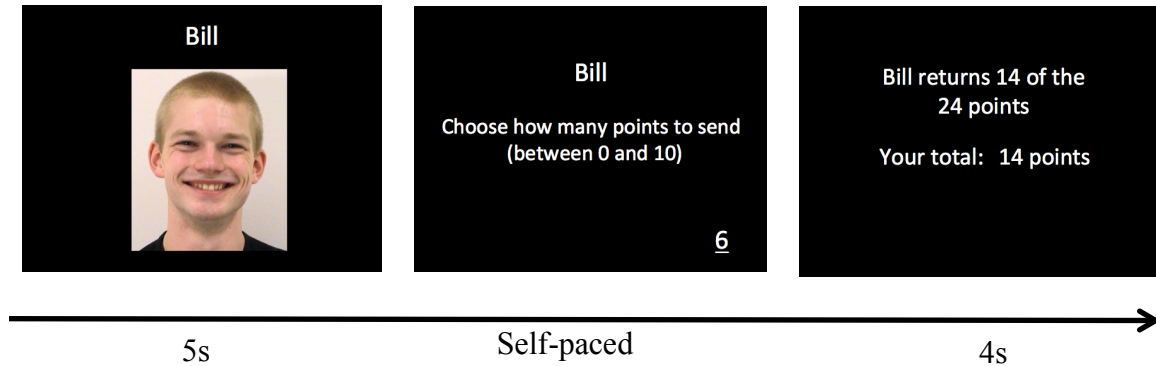 Bill
Bill
Choose how many points to send
(between 0 and 10)
6
Bill returns 14 of the
24 points
Your total: 14 points
5s
Self-paced
4s